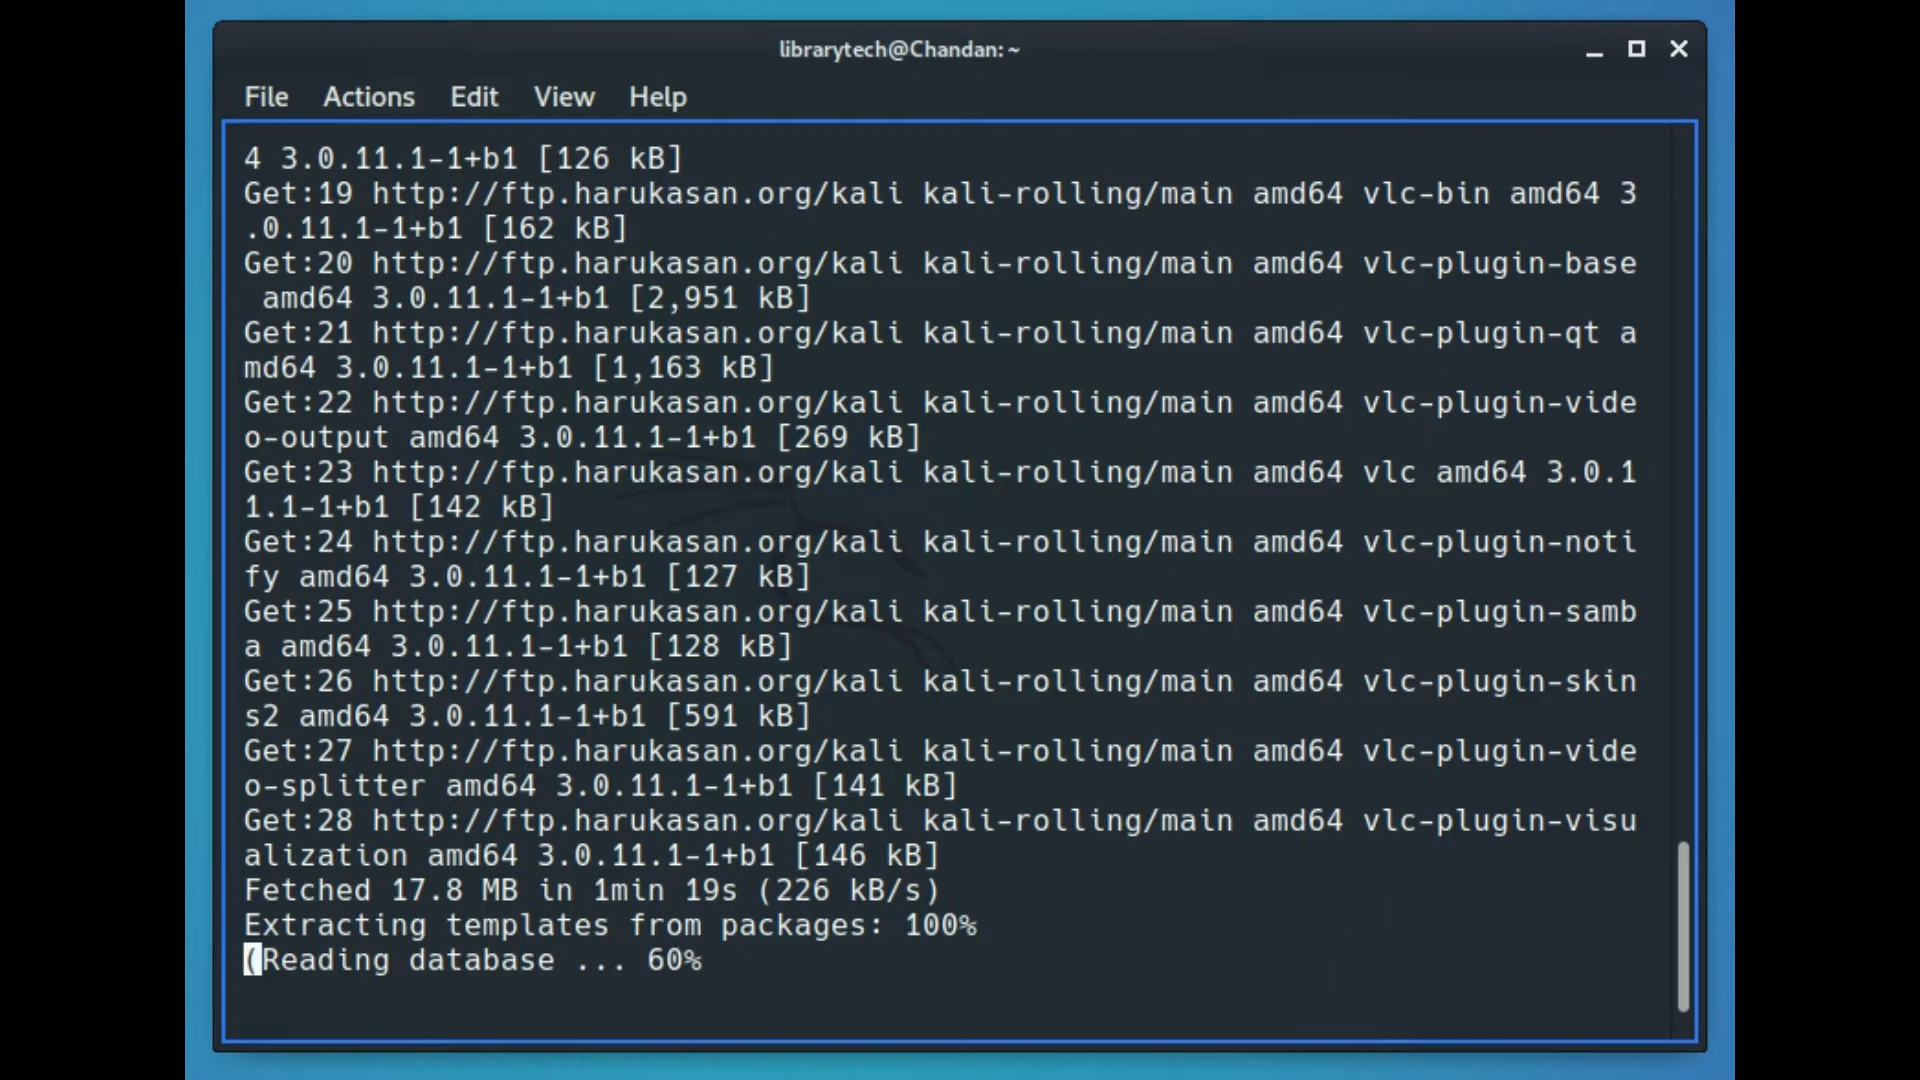 librarytech@Chandan: ~
File Actions Edit View Help
4 3.0.11.1-1+b1 [126 kB]
Get:19 http://ftp.harukasan.org/kali kali-rolling/main amd64 vlc-bin amd64 3
.0.11.1-1+b1 [162 kB]
Get:20 http://ftp.harukasan.org/kali kali-rolling/main amd64 vlc-plugin-base
 amd64 3.0.11.1-1+b1 [2,951 kB]
Get:21 http://ftp.harukasan.org/kali kali-rolling/main amd64 vlc-plugin-qt a
md64 3.0.11.1-1+b1 [1,163 kB]
Get:22 http://ftp.harukasan.org/kali kali-rolling/main amd64 vlc-plugin-vide
o-output amd64 3.0.11.1-1+b1 [269 kB]
Get:23 http://ftp.harukasan.org/kali kali-rolling/main amd64 vlc amd64 3.0.1
1.1-1+b1 [142 kB]
Get:24 http://ftp.harukasan.org/kali kali-rolling/main amd64 vlc-plugin-noti
fy amd64 3.0.11.1-1+b1 [127 kB]
Get:25 http://ftp.harukasan.org/kali kali-rolling/main amd64 vlc-plugin-samb
a amd64 3.0.11.1-1+b1 [128 kB]
Get:26 http://ftp.harukasan.org/kali kali-rolling/main amd64 vlc-plugin-skin
s2 amd64 3.0.11.1-1+b1 [591 kB]
Get:27 http://ftp.harukasan.org/kali kali-rolling/main amd64 vlc-plugin-vide
o-splitter amd64 3.0.11.1-1+b1 [141 kB]
Get:28 http://ftp.harukasan.org/kali kali-rolling/main amd64 vlc-plugin-visu
alization amd64 3.0.11.1-1+b1 [146 kB]
Fetched 17.8 MB in 1min 19s (226 kB/s)
Extracting templates from packages: 100%
(Reading database ... 60%